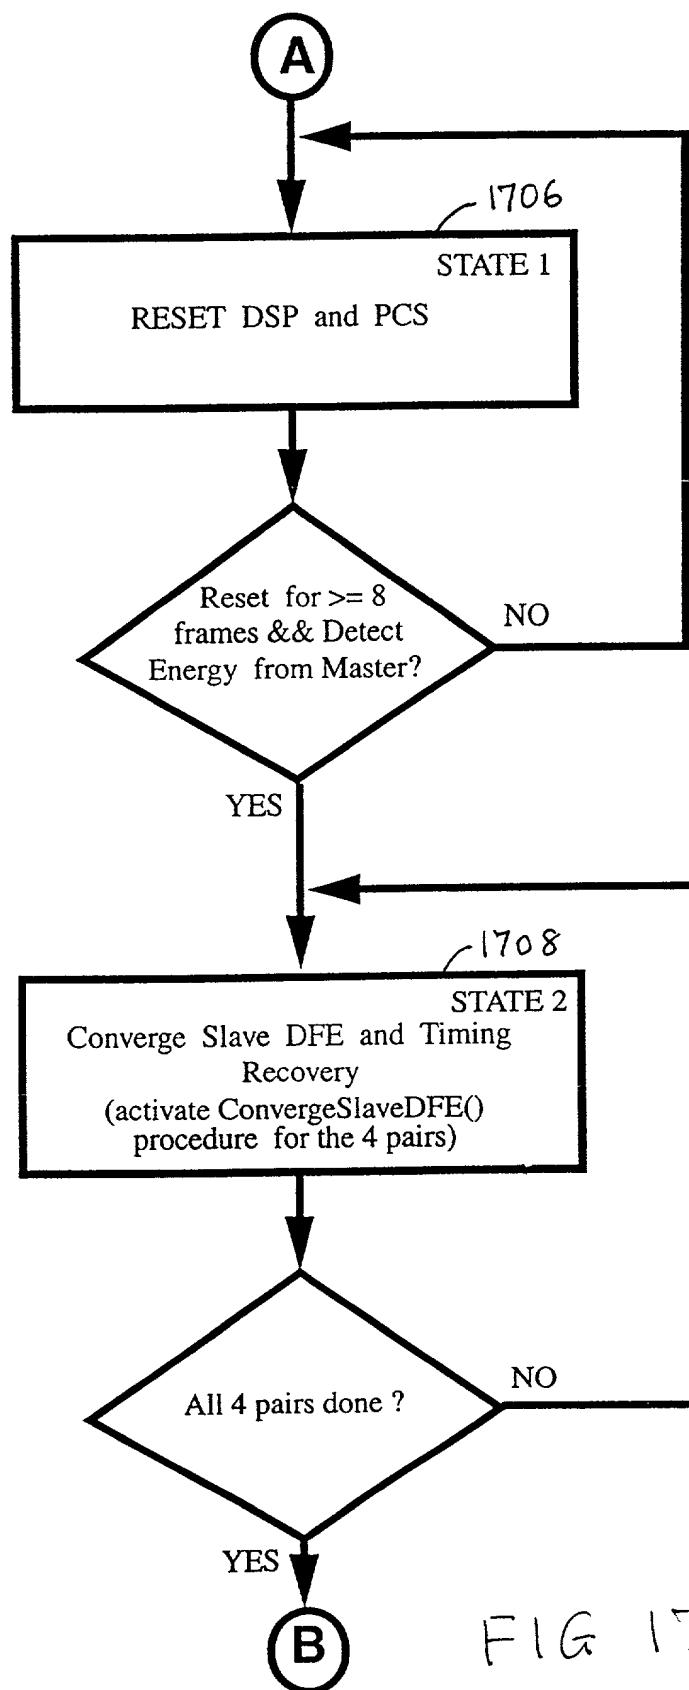 A
1706
STATE 1
RESET DSP and PCS
Reset for >= 8
frames && Detect
Energy from Master?
NO
YES
1708
STATE 2
Converge Slave DFE and Timing
Recovery
(activate ConvergeSlaveDFE()
procedure for the 4 pairs)
All 4 pairs done ?
NO
YES
B
FIG 17